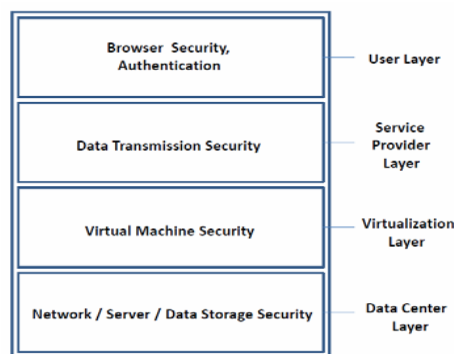 Browser Security,
Authentication
User Layer
Data Transmission Security
Service
Provider
Layer
Virtual Machine Security
Virtualization
Layer
Network / Server / Data Storage Security
Data Center
Layer